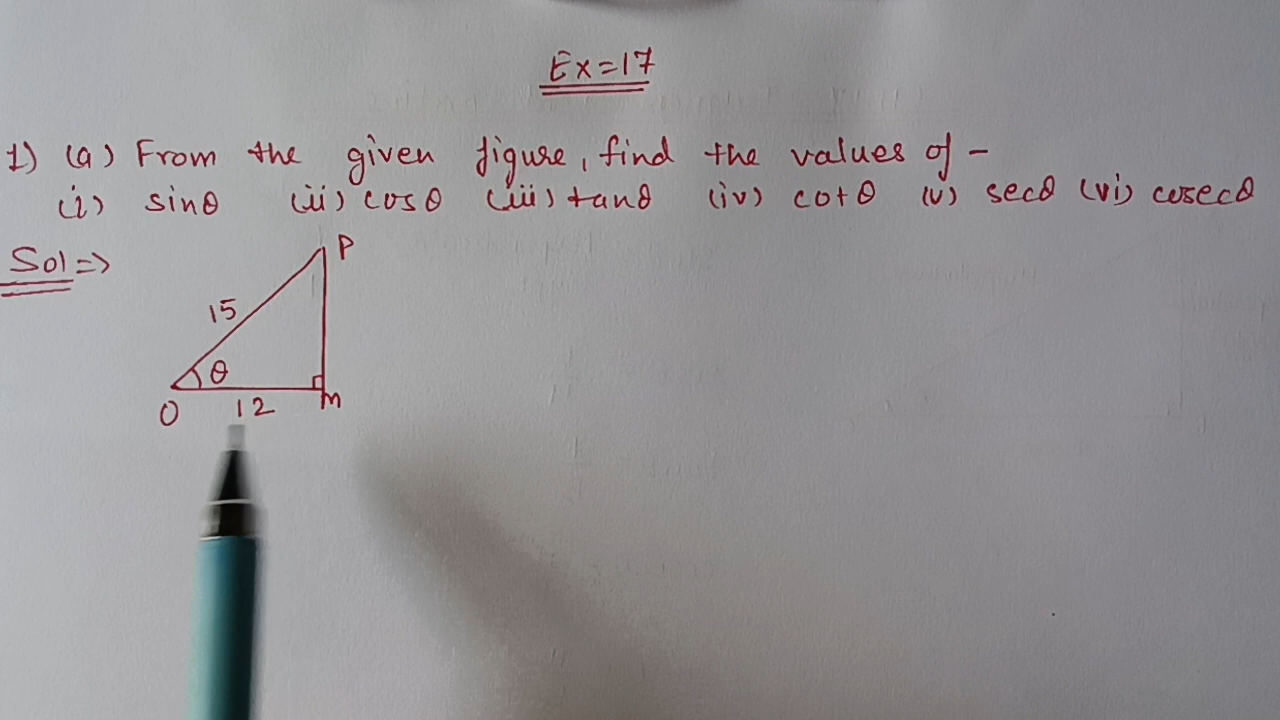 Ex=17
1) (a) From the given figure, find the values of -
(i) sinθ (ii) cosθ (iii) tanθ (iv) cotθ (v) secθ (vi) cosecθ
Sol=>
P
15
θ
O 12 M